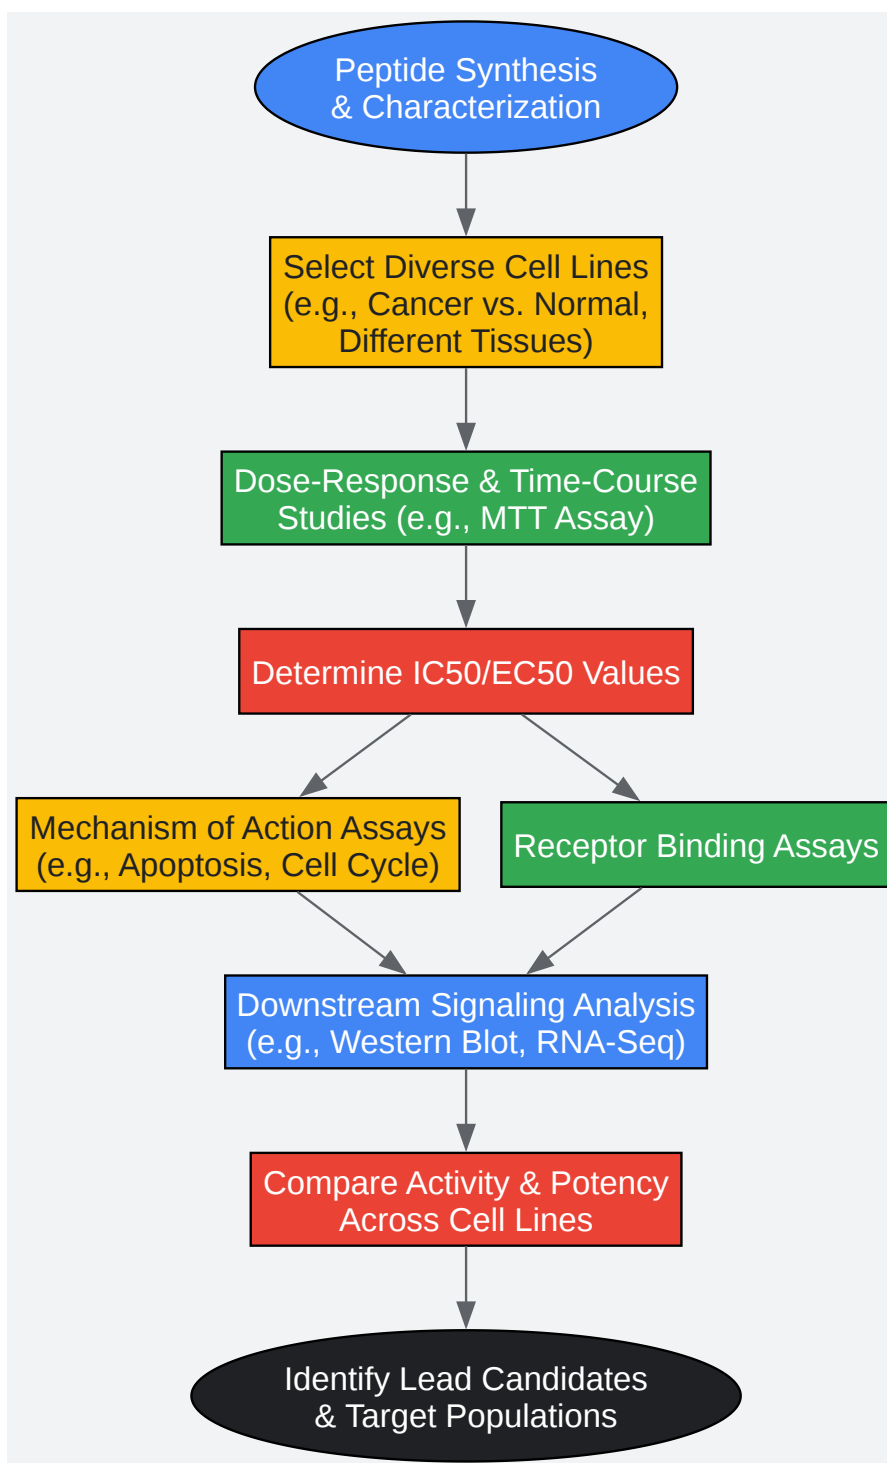 Peptide Synthesis
& Characterization
Select Diverse Cell Lines
(e.g., Cancer vs. Normal,
Different Tissues)
Dose-Response & Time-Course
Studies (e.g., MTT Assay)
Determine IC50/EC50 Values
Mechanism of Action Assays
(e.g., Apoptosis, Cell Cycle)
Receptor Binding Assays
Downstream Signaling Analysis
(e.g., Western Blot, RNA-Seq)
Compare Activity & Potency
Across Cell Lines
Identify Lead Candidates
& Target Populations